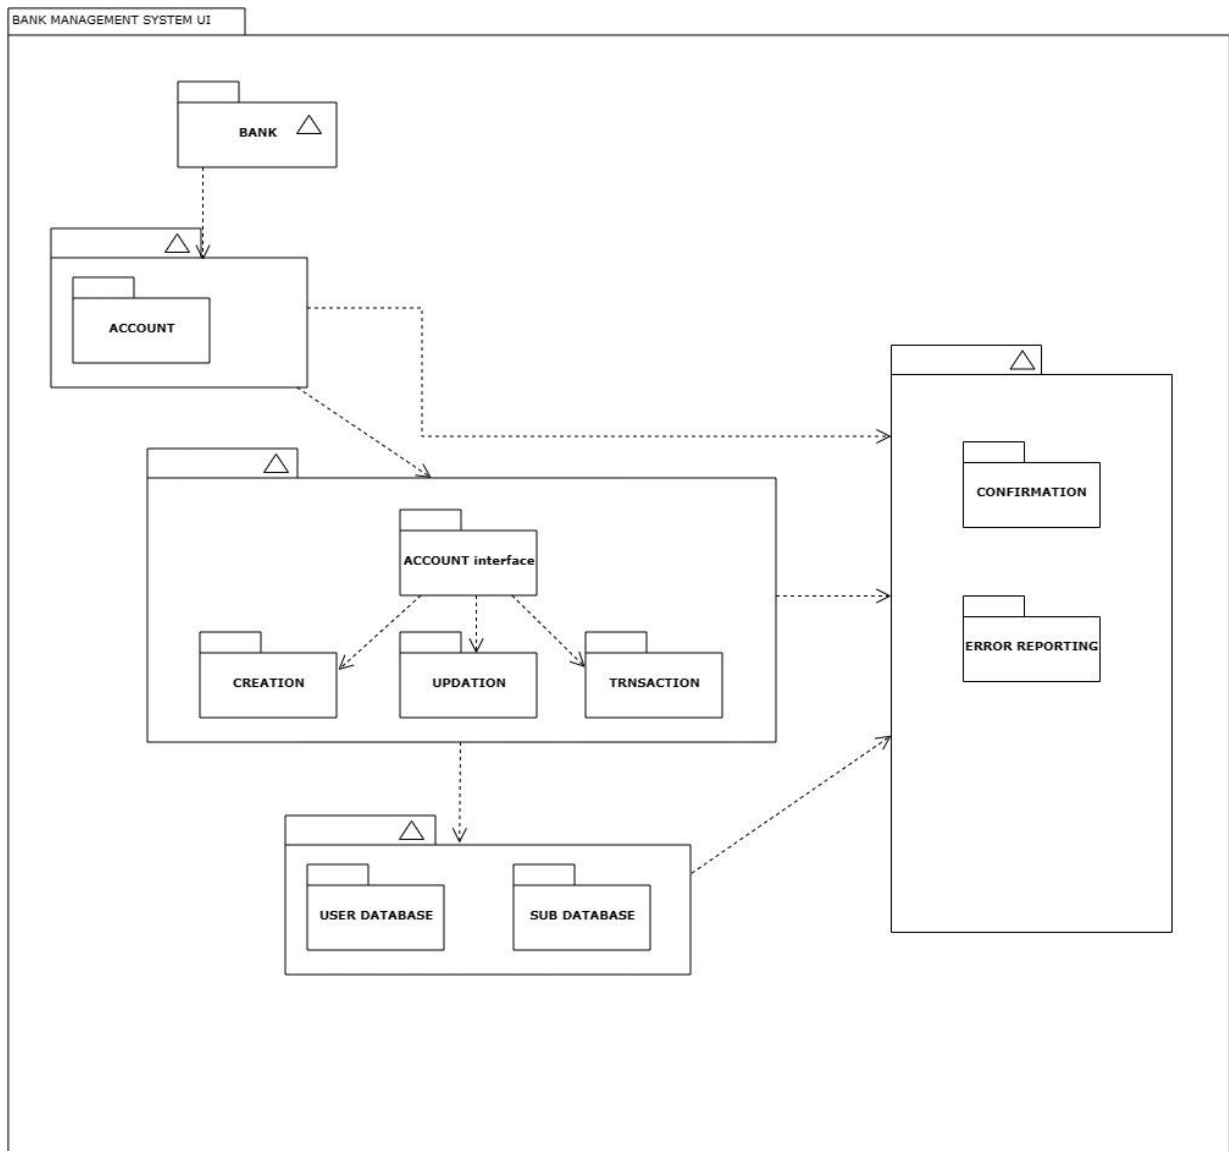 BANK MANAGEMENT SYSTEM UI
BANK
ACCOUNT
CONFIRMATION
ACCOUNT interface
ERROR REPORTING
CREATION
UPDATION
TRNSACTION
USER DATABASE
SUB DATABASE